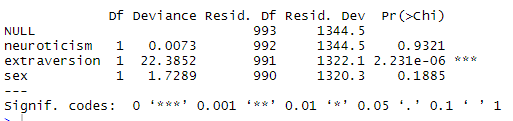 Df Deviance Resid. Df Resid. Dev Pr(>Chi)
NULL 993 1344.5
neuroticism 1 0.0073 992 1344.5 0.9321
extraversion 1 22.3852 991 1322.1 2.231e-06 ***
sex 1 1.7289 990 1320.3 0.1885
---
Signif. codes: 0 ‘***’ 0.001 ‘**’ 0.01 ‘*’ 0.05 ‘.’ 0.1 ‘ ’ 1
>